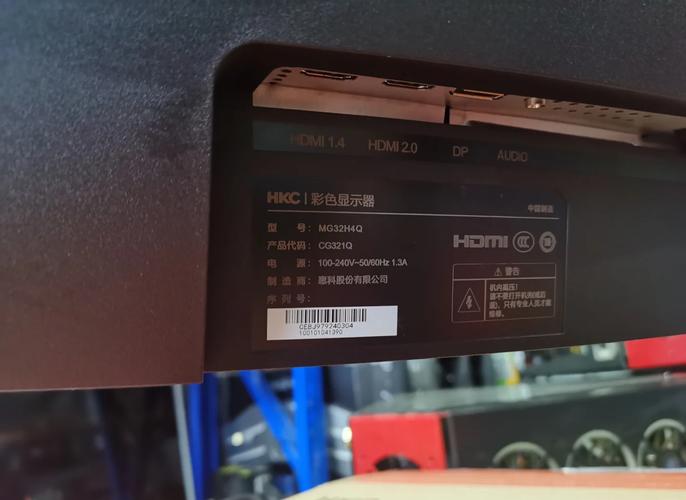 HDMI 1.4 HDMI 2.0 DP AUDIO
HKC | 彩色显示器
中国制造
型 号: MG32H4Q
产品代码: CG321Q
电 源: 100-240V~50/60Hz 1.3A
制 造 商: 惠科股份有限公司
序 列 号:
0EBJ979240304
100101041390
HDMI
⚠ 警告
机内高压!
请不要打开机壳(或后
盖), 只有专业人员才能
维修。